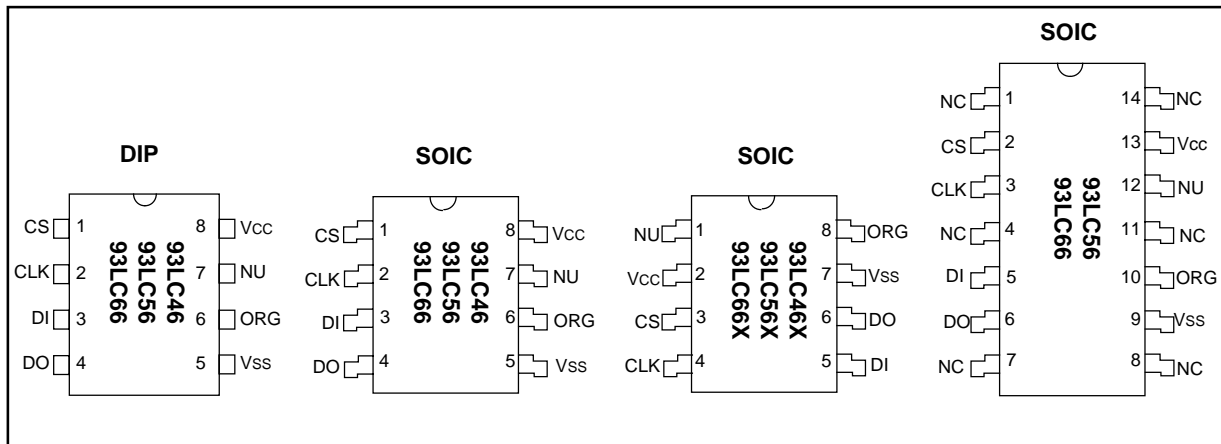 DIP
CS 1 8 VCC
CLK 2 7 NU
DI 3 6 ORG
DO 4 5 VSS
93LC46
93LC56
93LC66
SOIC
CS 1 8 VCC
CLK 2 7 NU
DI 3 6 ORG
DO 4 5 VSS
93LC46
93LC56
93LC66
SOIC
NU 1 8 ORG
VCC 2 7 VSS
CS 3 6 DO
CLK 4 5 DI
93LC46X
93LC56X
93LC66X
SOIC
NC 1 14 NC
CS 2 13 VCC
CLK 3 12 NU
NC 4 11 NC
DI 5 10 ORG
DO 6 9 VSS
NC 7 8 NC
93LC56
93LC66